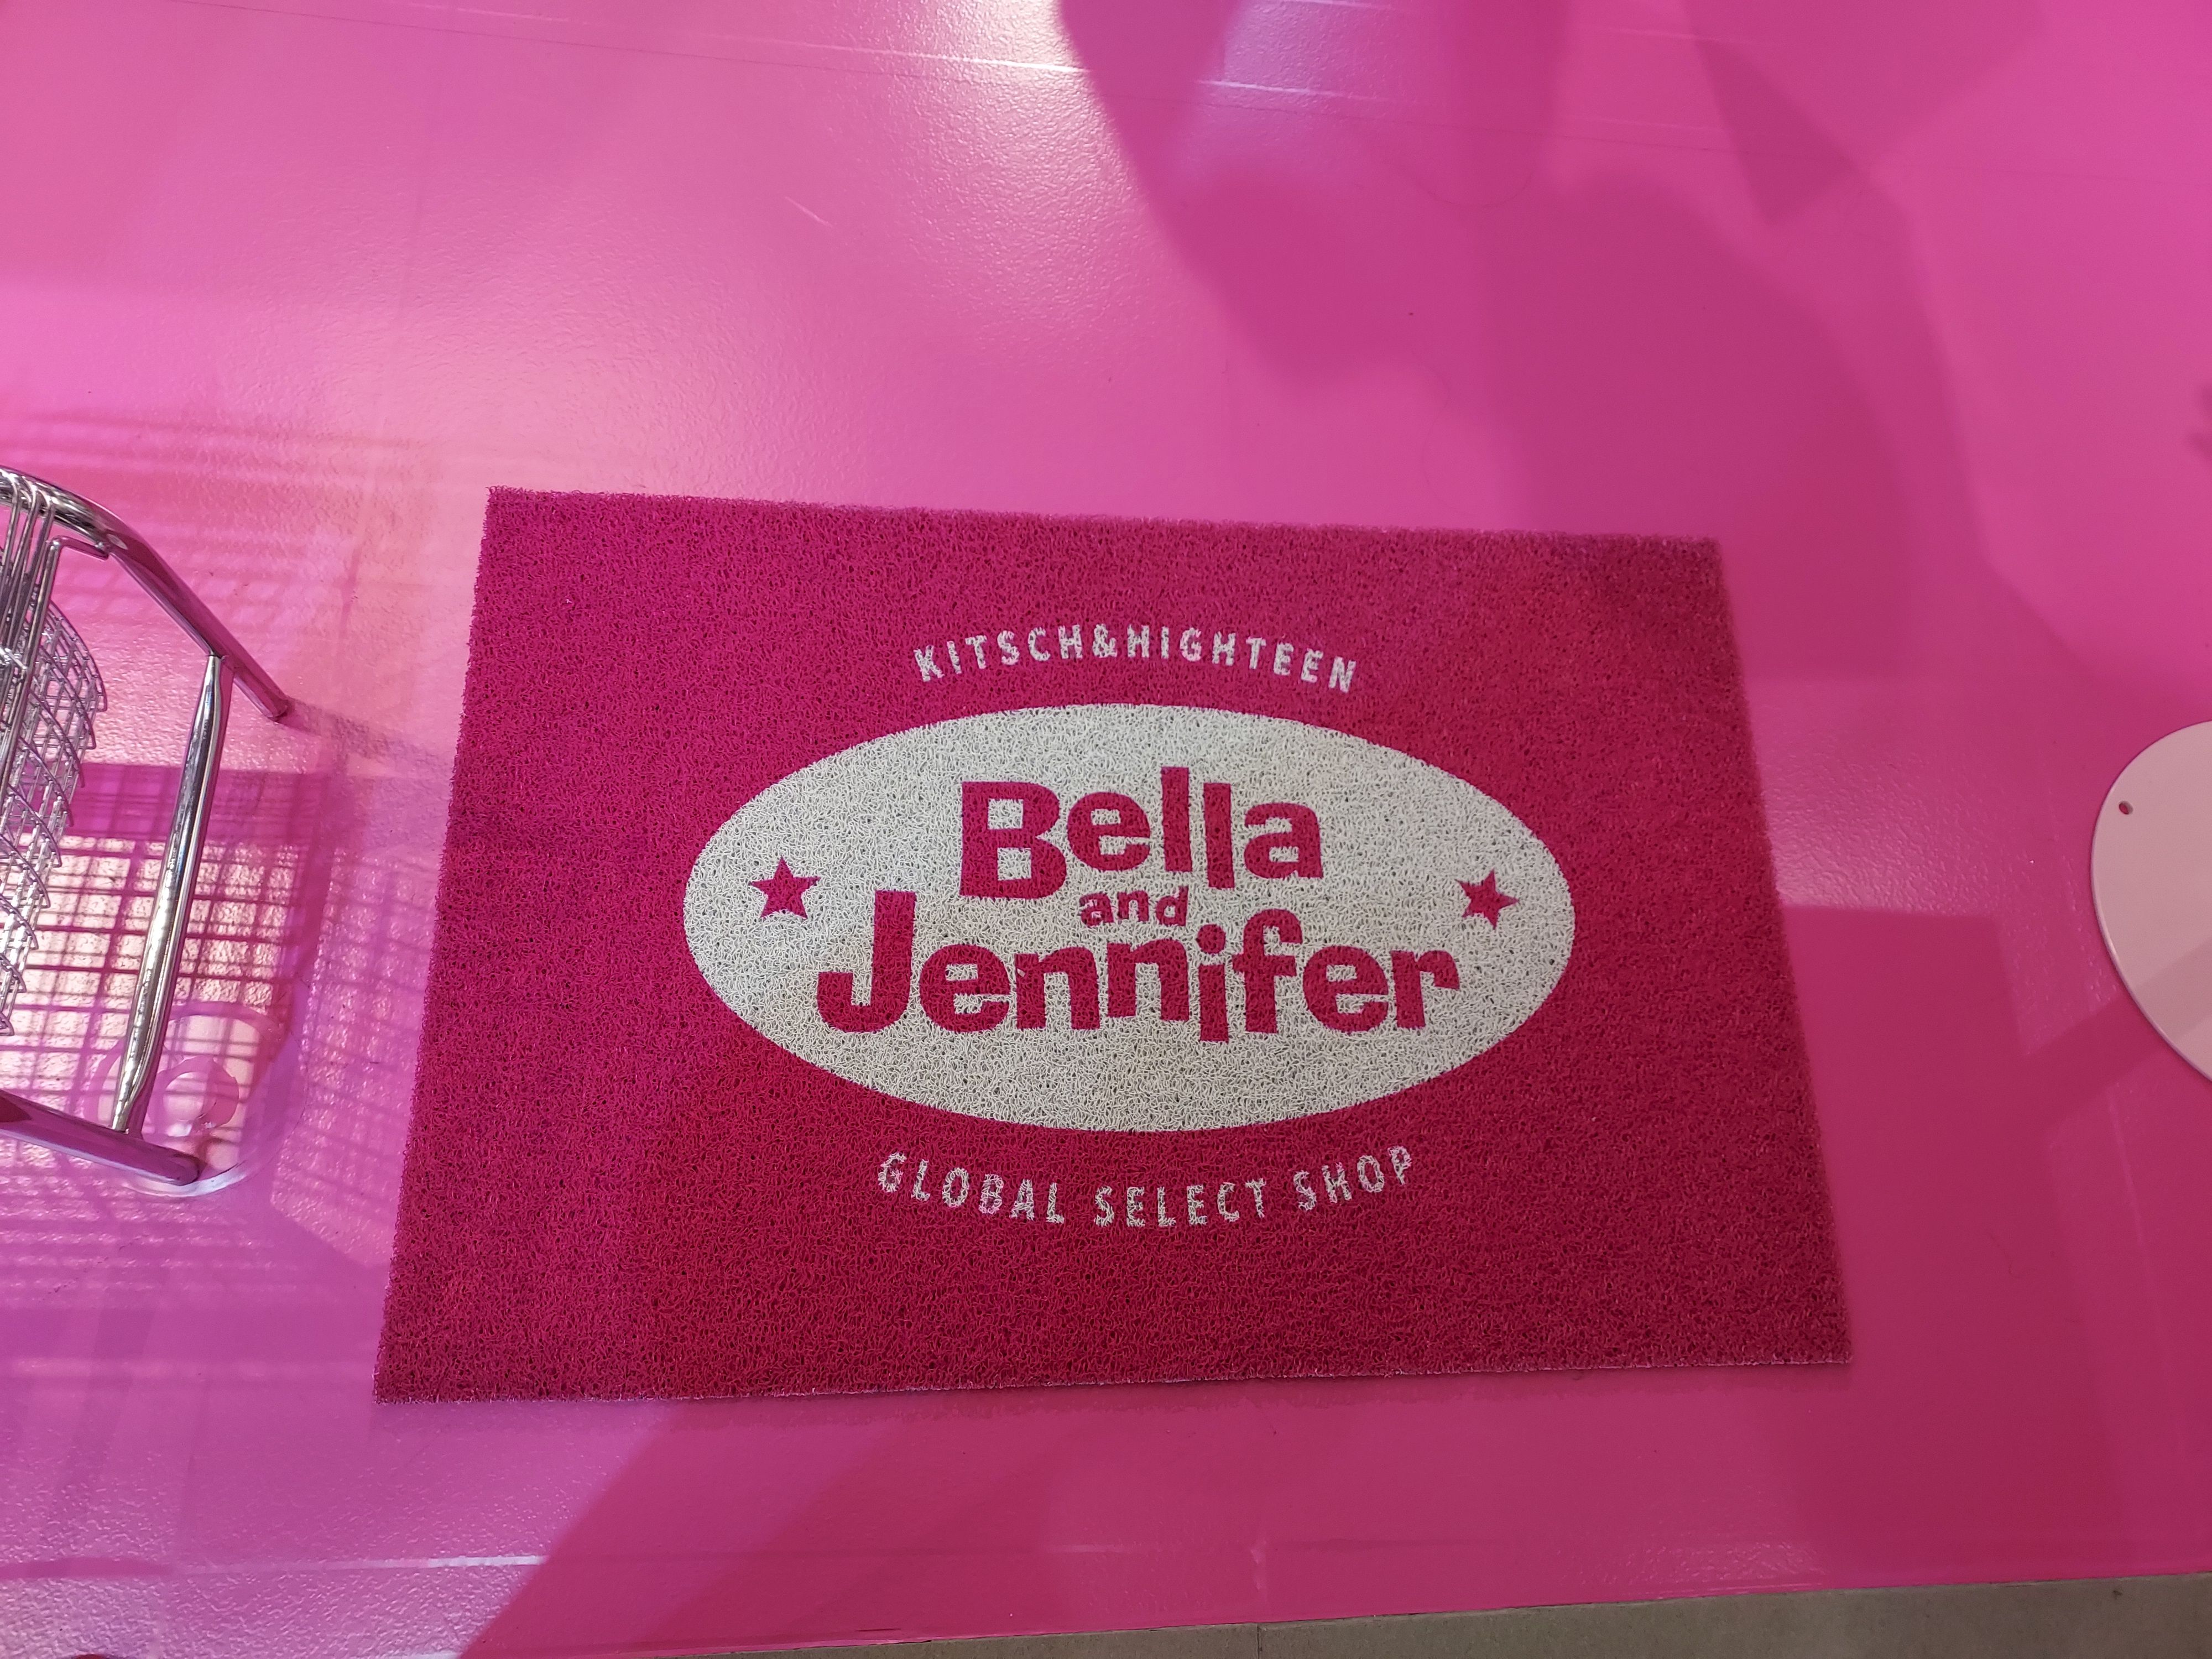 KITSCH&HIGHTEEN
Bella
and
Jennifer
GLOBAL SELECT SHOP